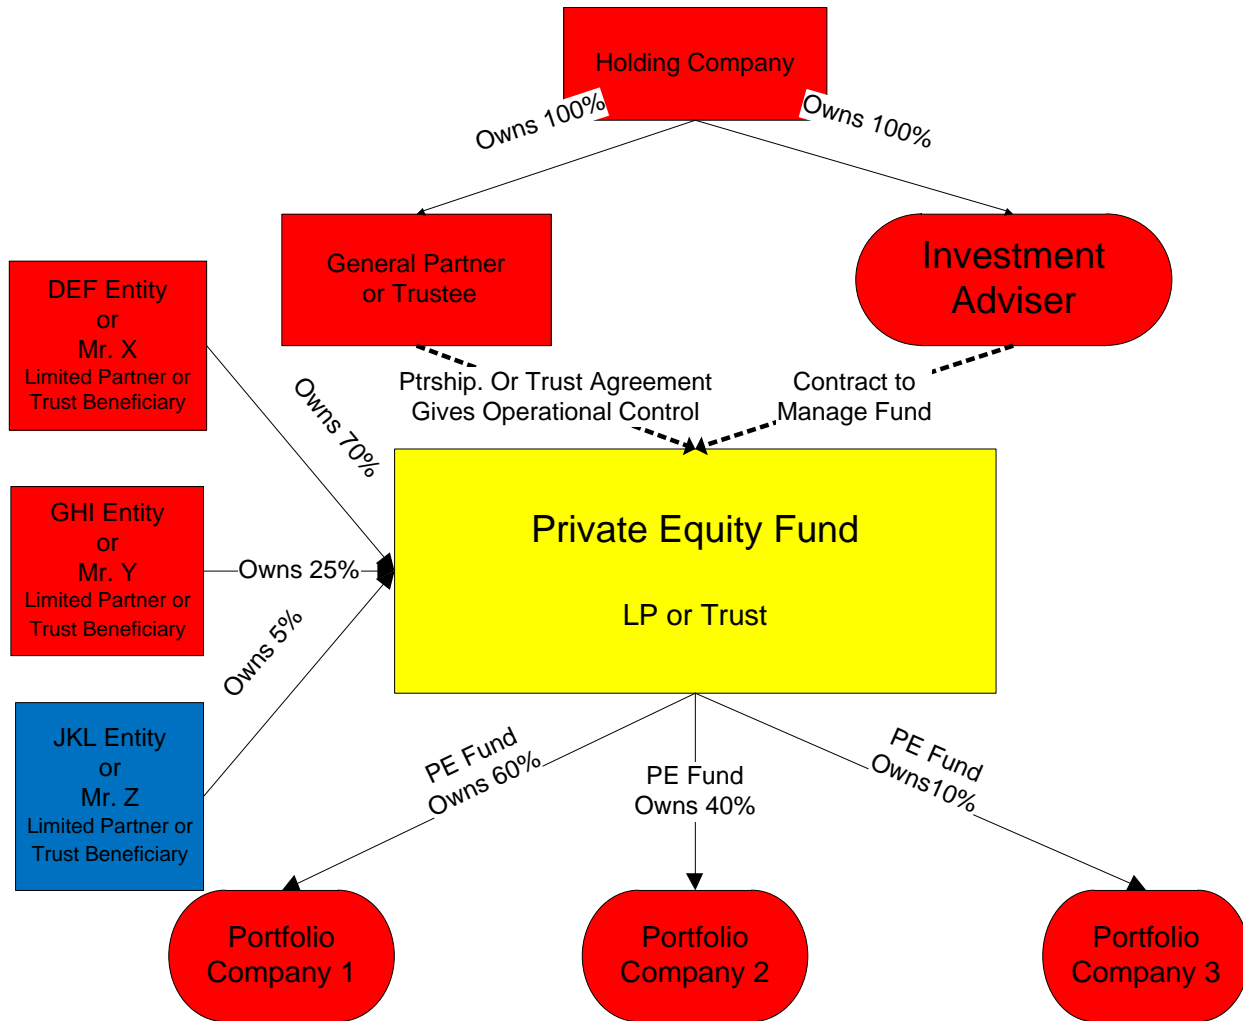 Holding Company
Owns 100%
Owns 100%
General Partner
or Trustee
Investment
Adviser
DEF Entity
or
Mr. X
Limited Partner or
Trust Beneficiary
Owns 70%
Ptrship. Or Trust Agreement
Gives Operational Control
Contract to
Manage Fund
GHI Entity
or
Mr. Y
Limited Partner or
Trust Beneficiary
Owns 25%
Private Equity Fund
LP or Trust
JKL Entity
or
Mr. Z
Limited Partner or
Trust Beneficiary
Owns 5%
PE Fund
Owns 60%
PE Fund
Owns 40%
PE Fund
Owns10%
Portfolio
Company 1
Portfolio
Company 2
Portfolio
Company 3